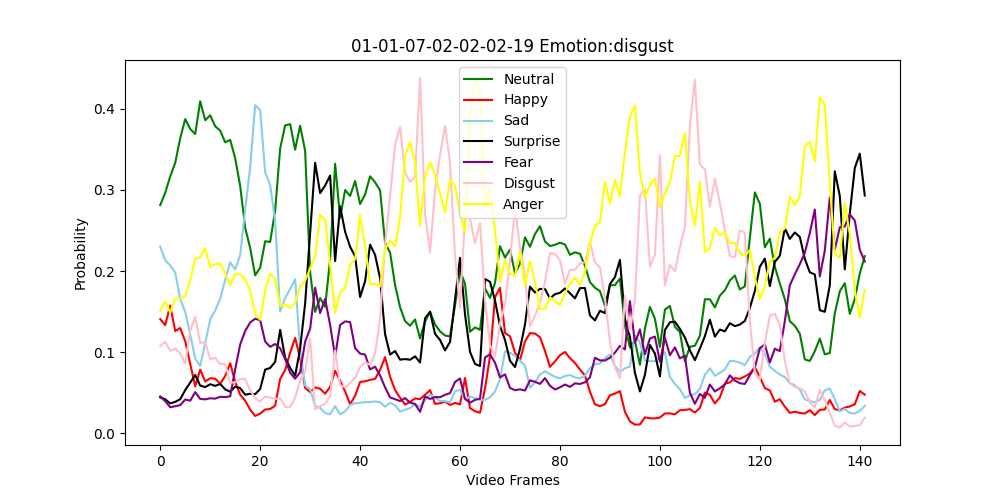 01-01-07-02-02-02-19 Emotion:disgust
Neutral
Happy
Sad
Surprise
Fear
Disgust
Anger
0.4
0.3
0.2
0.1
0.0
Probability
0 20 40 60 80 100 120 140
Video Frames